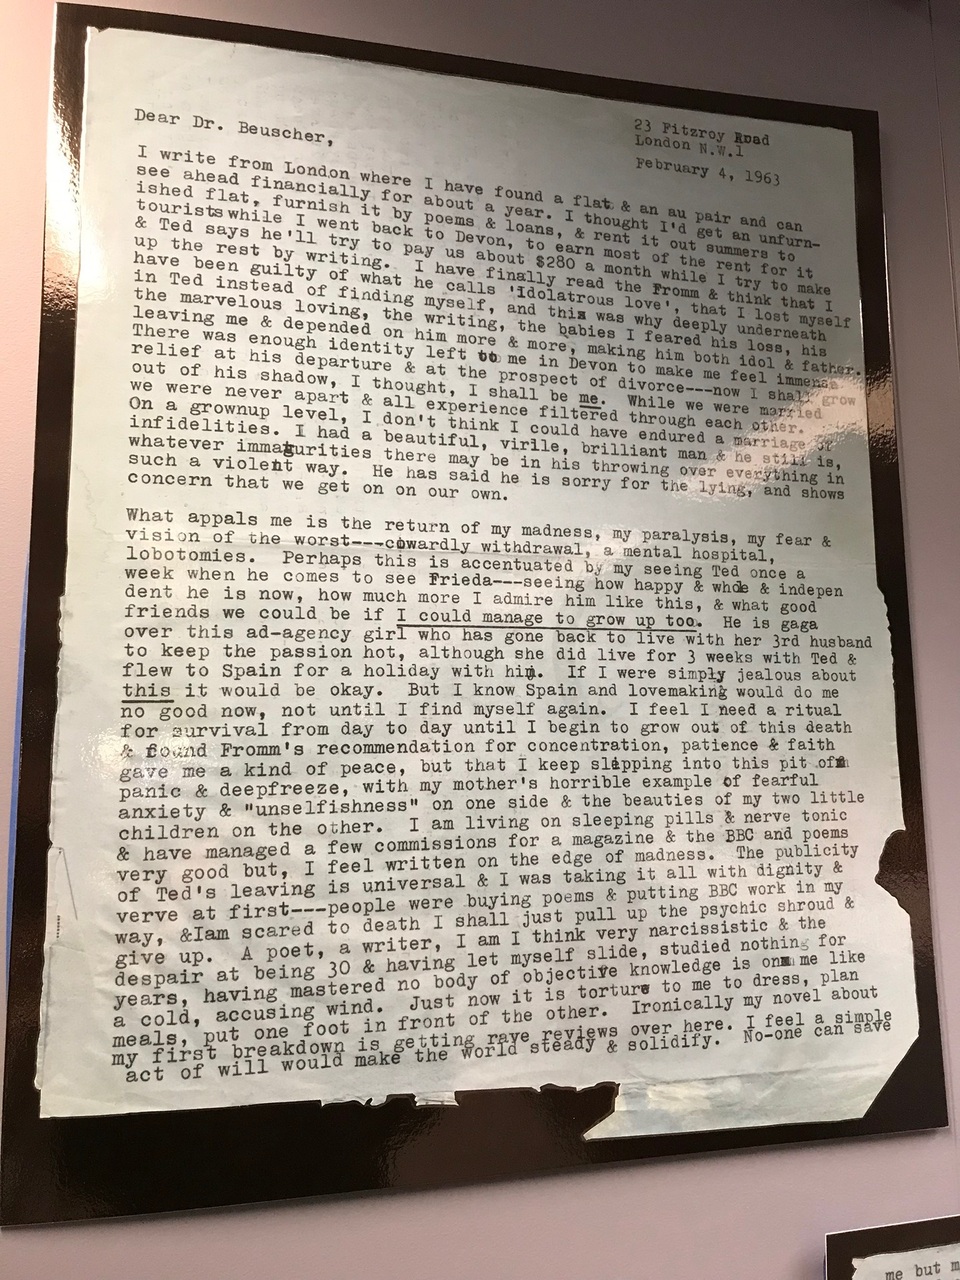 23 Fitzroy Road
London N.W.1
February 4, 1963
Dear Dr. Beuscher,
I write from London where I have found a flat & an au pair and can
see ahead financially for about a year. I thought I'd get an unfurn-
ished flat, furnish it by poems & loans, & rent it out summers to
tourists while I went back to Devon, to earn most of the rent for it
& Ted says he'll try to pay us about $280 a month while I try to make
up the rest by writing. I have finally read the Fromm & think that I
have been guilty of what he calls 'Idolatrous love', that I lost myself
in Ted instead of finding myself, and this was why deeply underneath
the marvelous loving, the writing, the babies I feared his loss, his
leaving me & depended on him more & more, making him both idol & father.
There was enough identity left to me in Devon to make me feel immense
relief at his departure & at the prospect of divorce---now I shall grow
out of his shadow, I thought, I shall be me. While we were married
we were never apart & all experience filtered through each other.
On a grownup level, I don't think I could have endured a marriage of
infidelities. I had a beautiful, virile, brilliant man & he still is,
whatever immaturities there may be in his throwing over everything in
such a violent way. He has said he is sorry for the lying, and shows
concern that we get on on our own.
What appals me is the return of my madness, my paralysis, my fear &
vision of the worst---cowardly withdrawal, a mental hospital,
lobotomies. Perhaps this is accentuated by my seeing Ted once a
week when he comes to see Frieda---seeing how happy & whole & indepen
dent he is now, how much more I admire him like this, & what good
friends we could be if I could manage to grow up too. He is gaga
over this ad-agency girl who has gone back to live with her 3rd husband
to keep the passion hot, although she did live for 3 weeks with Ted &
flew to Spain for a holiday with him. If I were simply jealous about
this it would be okay. But I know Spain and lovemaking would do me
no good now, not until I find myself again. I feel I need a ritual
for survival from day to day until I begin to grow out of this death
& found Fromm's recommendation for concentration, patience & faith
gave me a kind of peace, but that I keep slipping into this pit of
panic & deepfreeze, with my mother's horrible example of fearful
anxiety & "unselfishness" on one side & the beauties of my two little
children on the other. I am living on sleeping pills & nerve tonic
& have managed a few commissions for a magazine & the BBC and poems
very good but, I feel written on the edge of madness. The publicity
of Ted's leaving is universal & I was taking it all with dignity &
verve at first---people were buying poems & putting BBC work in my
way, &Iam scared to death I shall just pull up the psychic shroud &
give up. A poet, a writer, I am I think very narcissistic & the
despair at being 30 & having let myself slide, studied nothing for
years, having mastered no body of objective knowledge is on me like
a cold, accusing wind. Just now it is torture to me to dress, plan
meals, put one foot in front of the other. Ironically my novel about
my first breakdown is getting rave reviews over here. I feel a simple
act of will would make the world steady & solidify. No-one can save
me but m